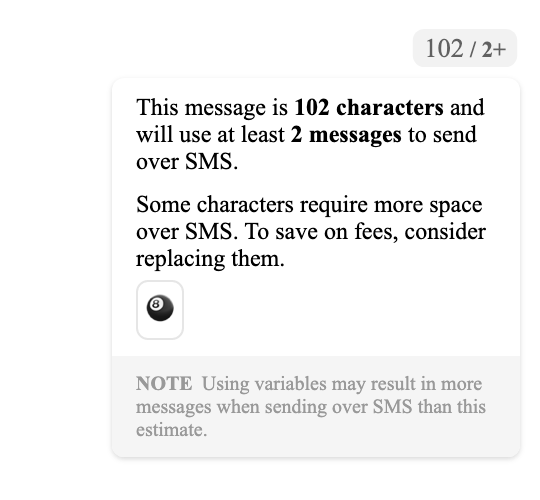 102 / 2+
This message is 102 characters and
will use at least 2 messages to send
over SMS.
Some characters require more space
over SMS. To save on fees, consider
replacing them.
🎱
NOTE Using variables may result in more
messages when sending over SMS than this
estimate.